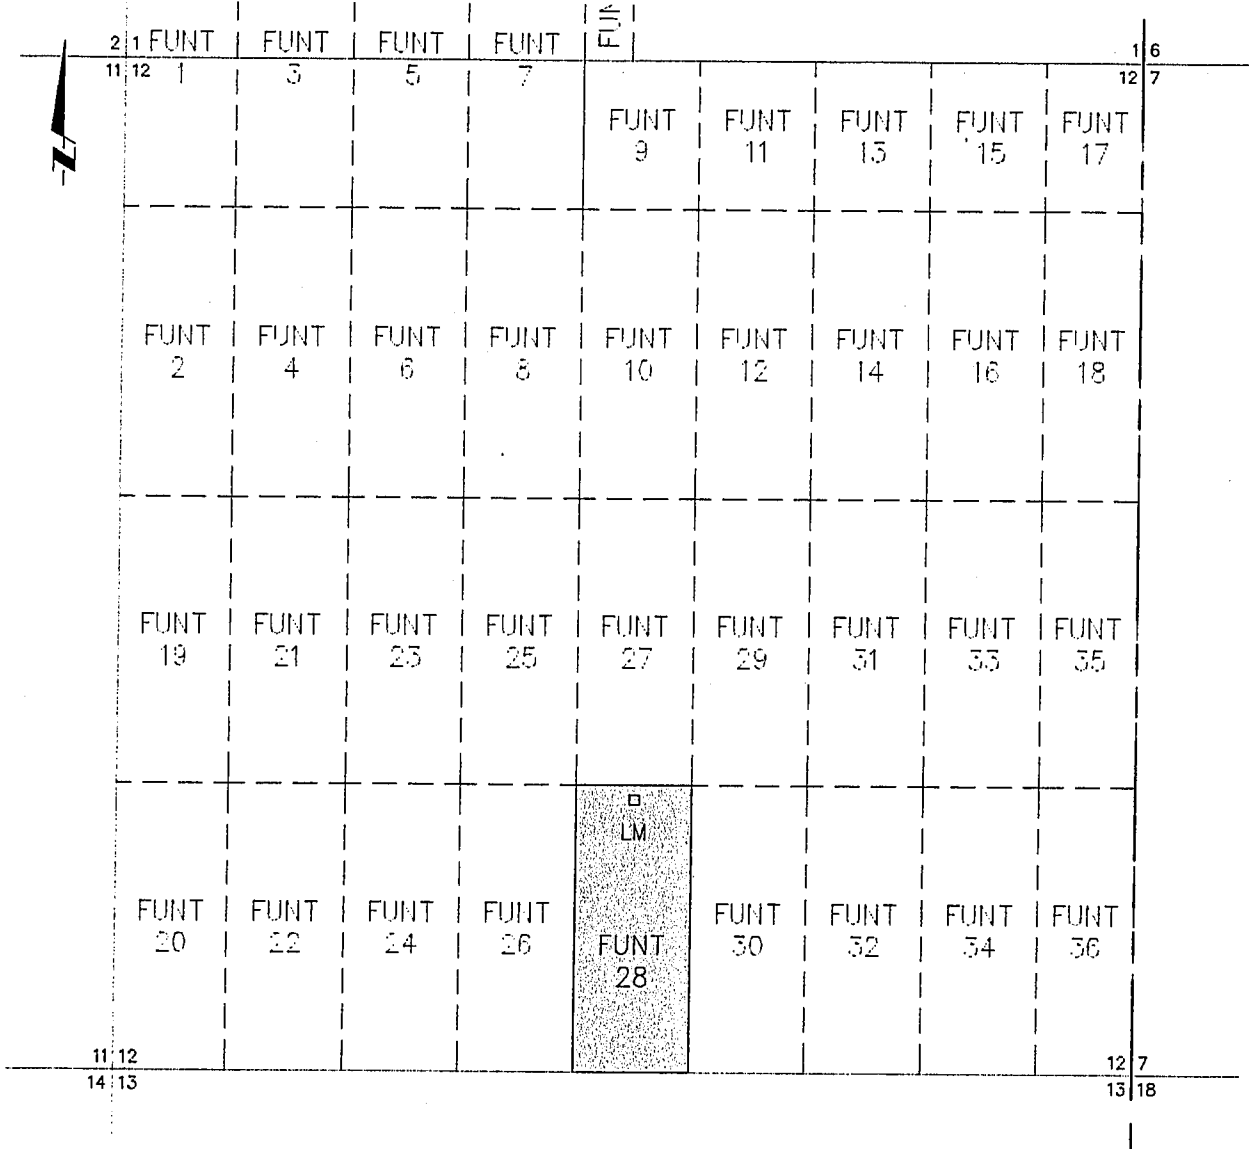 FUN
2 1 FUNT FUNT FUNT FUNT 1 6
11 12 1 3 5 7 12 7
FUNT FUNT FUNT FUNT FUNT
9 11 13 15 17
N
FUNT FUNT FUNT FUNT FUNT FUNT FUNT FUNT FUNT
2 4 6 8 10 12 14 16 18
FUNT FUNT FUNT FUNT FUNT FUNT FUNT FUNT FUNT
19 21 23 25 27 29 31 33 35
LM
FUNT FUNT FUNT FUNT FUNT FUNT FUNT FUNT FUNT
20 22 24 26 28 30 32 34 36
11 12 12 7
14 13 13 18